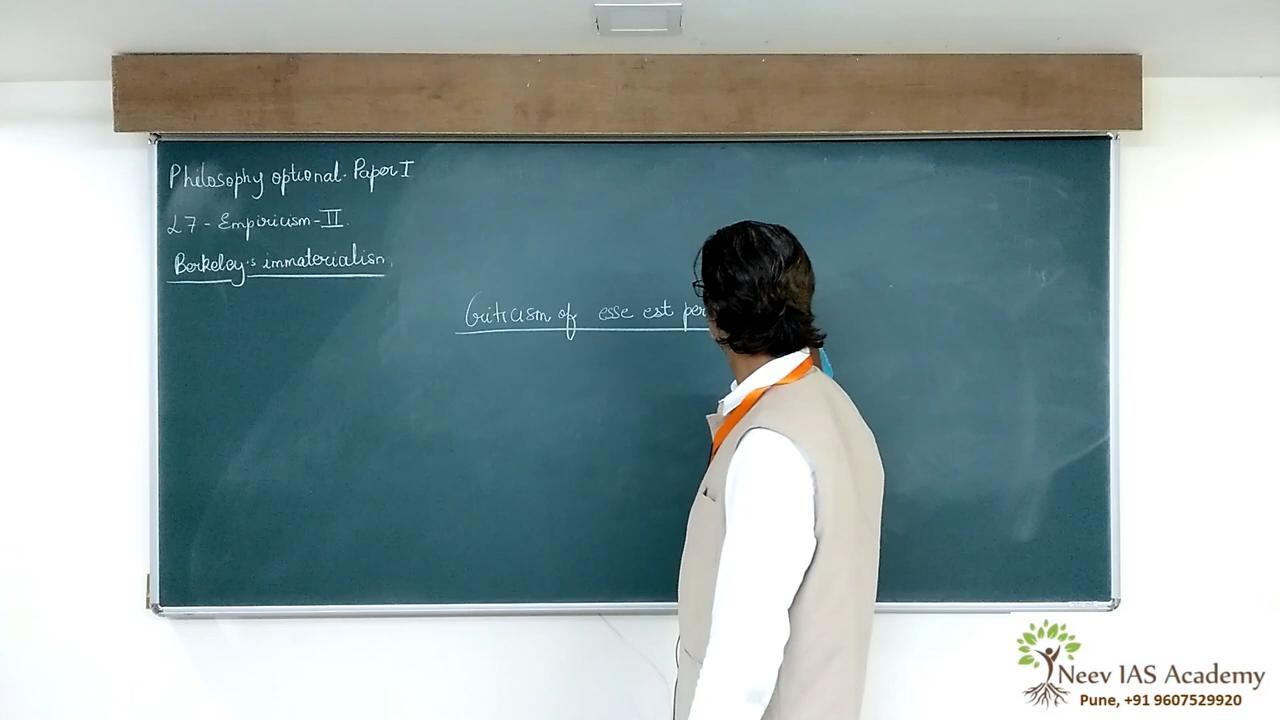 Philosophy optional. Paper I
L7 - Empiricism - II.
Berkeley's immaterialism.
Criticism of esse est per
Neev IAS Academy
Pune, +91 9607529920